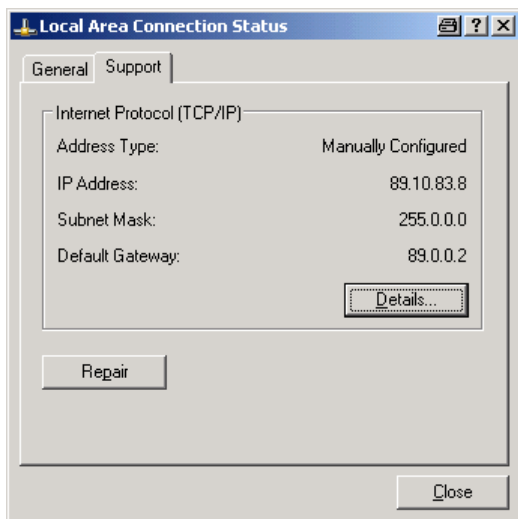 Local Area Connection Status
General Support
Internet Protocol (TCP/IP)
Address Type: Manually Configured
IP Address: 89.10.83.8
Subnet Mask: 255.0.0.0
Default Gateway: 89.0.0.2
Details...
Repair
Close